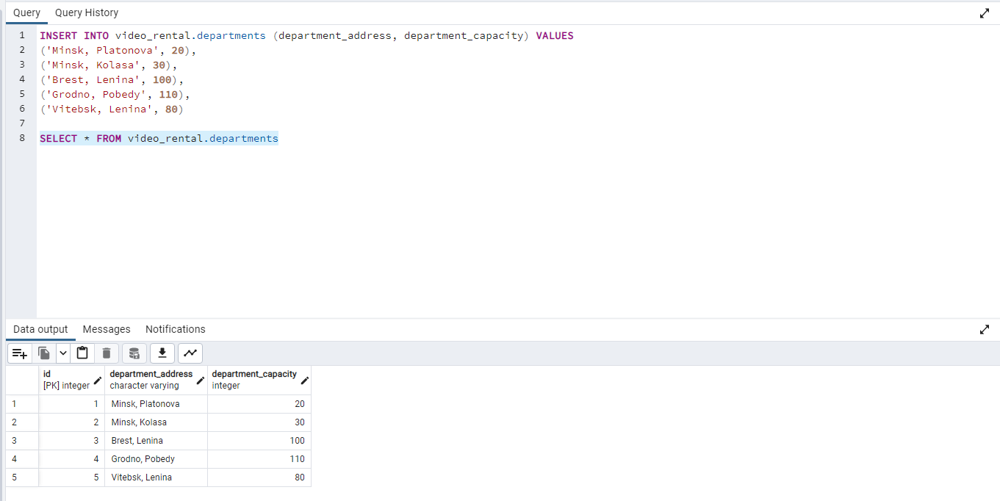 Query Query History
1 INSERT INTO video_rental.departments (department_address, department_capacity) VALUES
2 ('Minsk, Platonova', 20),
3 ('Minsk, Kolasa', 30),
4 ('Brest, Lenina', 100),
5 ('Grodno, Pobedy', 110),
6 ('Vitebsk, Lenina', 80)
7
8 SELECT * FROM video_rental.departments
Data output Messages Notifications
id department_address department_capacity
[PK] integer character varying integer
1 1 Minsk, Platonova 20
2 2 Minsk, Kolasa 30
3 3 Brest, Lenina 100
4 4 Grodno, Pobedy 110
5 5 Vitebsk, Lenina 80